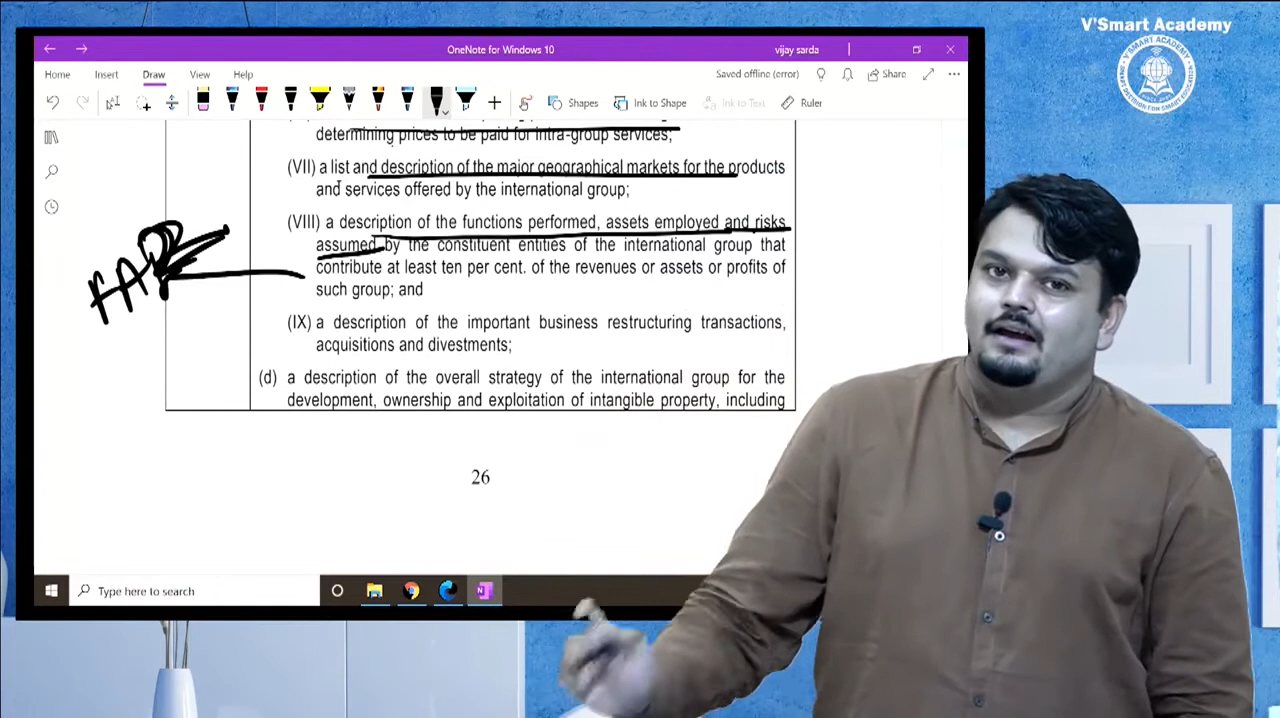 V'Smart Academy
OneNote for Windows 10
vijay sarda
Home Insert Draw View Help
Saved offline (error)
Share
Shapes
Ink to Shape
Ink to Text
Ruler
determining prices to be paid for intra-group services;
(VII) a list and description of the major geographical markets for the products
and services offered by the international group;
(VIII) a description of the functions performed, assets employed and risks
assumed by the constituent entities of the international group that
contribute at least ten per cent. of the revenues or assets or profits of
such group; and
FAR
(IX) a description of the important business restructuring transactions,
acquisitions and divestments;
(d) a description of the overall strategy of the international group for the
development, ownership and exploitation of intangible property, including
26
Type here to search